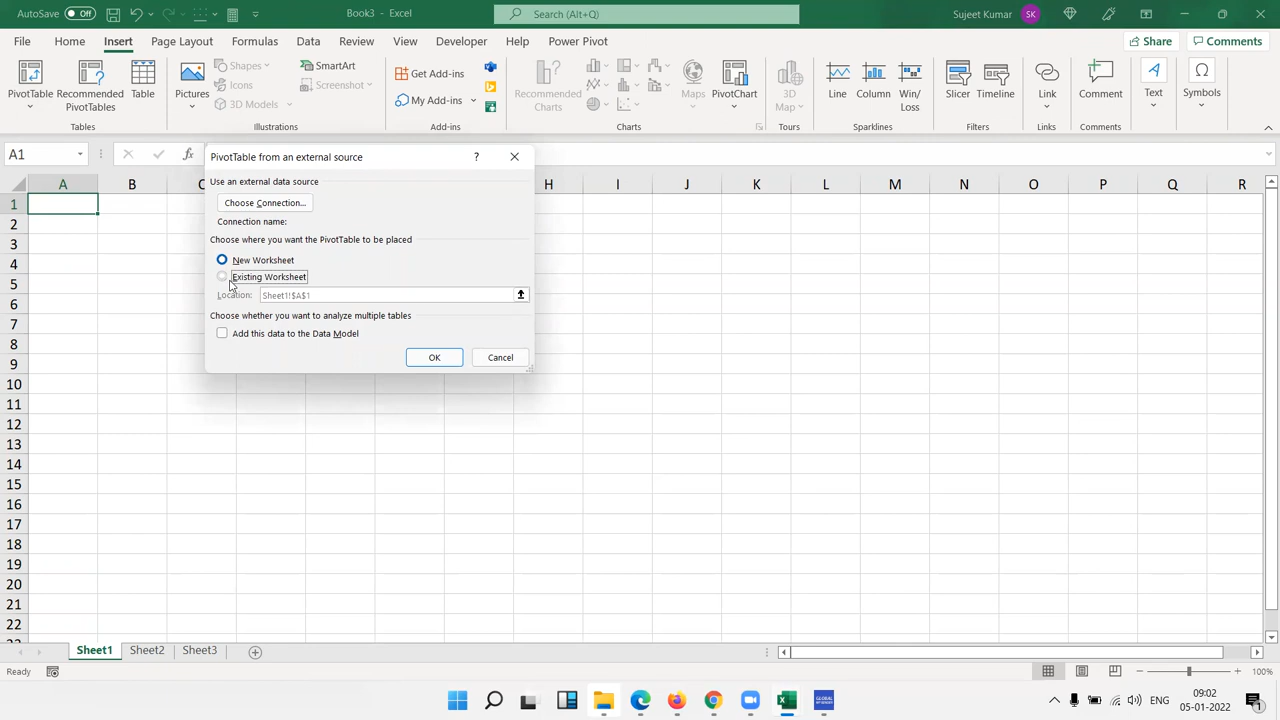 AutoSave Off Book3 - Excel Search (Alt+Q) Sujeet Kumar SK
File Home Insert Page Layout Formulas Data Review View Developer Help Power Pivot Share Comments
PivotTable Recommended PivotTables Table Pictures Shapes Icons 3D Models SmartArt Screenshot Get Add-ins My Add-ins Recommended Charts Maps PivotChart 3D Map Line Column Win/Loss Slicer Timeline Link Comment Text Symbols
Tables Illustrations Add-ins Charts Tours Sparklines Filters Links Comments
A1 fx
PivotTable from an external source ?
Use an external data source
Choose Connection...
Connection name:
Choose where you want the PivotTable to be placed
New Worksheet
Existing Worksheet
Location: Sheet1!$A$1
Choose whether you want to analyze multiple tables
Add this data to the Data Model
OK Cancel
A B C H I J K L M N O P Q R
1
2
3
4
5
6
7
8
9
10
11
12
13
14
15
16
17
18
19
20
21
22
Sheet1 Sheet2 Sheet3
Ready 100%
ENG 09:02
05-01-2022 1